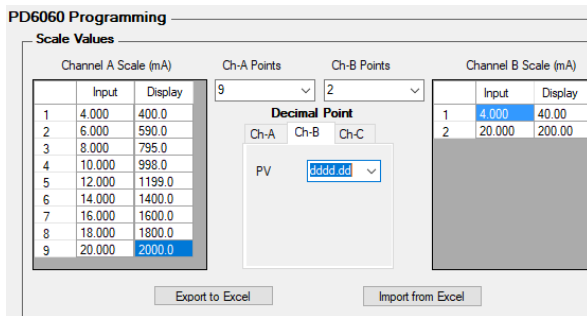 PD6060 Programming
Scale Values
Channel A Scale (mA) Ch-A Points Ch-B Points Channel B Scale (mA)
Input Display 9 2 Input Display
1 4.000 400.0 Decimal Point 1 4.000 40.00
2 6.000 590.0 Ch-A Ch-B Ch-C 2 20.000 200.00
3 8.000 795.0
4 10.000 998.0 PV dddd.dd
5 12.000 1199.0
6 14.000 1400.0
7 16.000 1600.0
8 18.000 1800.0
9 20.000 2000.0
Export to Excel Import from Excel